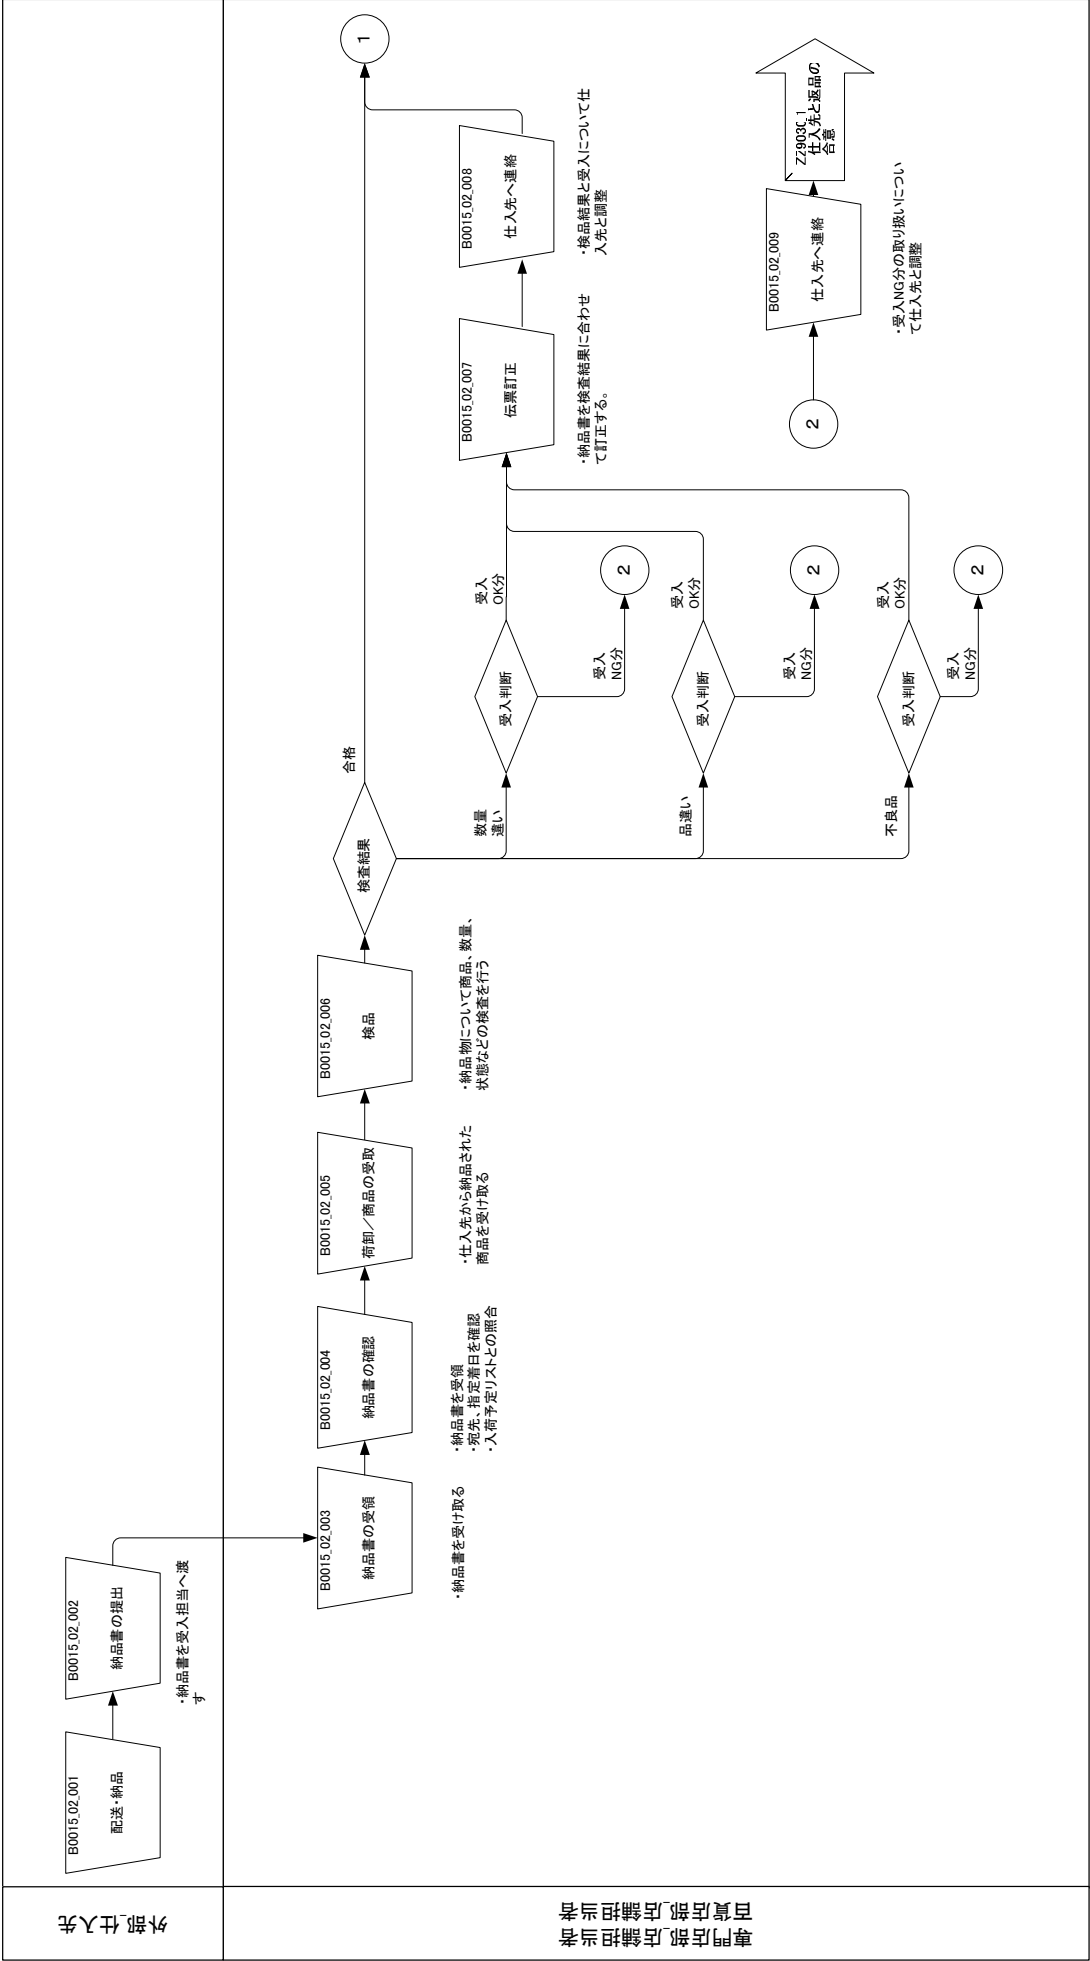 外部_仕入先
B0015_02_001
配送・納品
B0015_02_002
納品書の提出
・納品書を受入担当へ渡
す
専門店部_店舗担当者
百貨店部_店舗担当者
B0015_02_003
納品書の受領
・納品書を受け取る
B0015_02_004
納品書の確認
・納品書を受領
・宛先、指定着日を確認
・入荷予定リストとの照合
B0015_02_005
荷卸／商品の受取
・仕入先から納品された
商品を受け取る
B0015_02_006
検品
・納品物について商品、数量、
状態などの検査を行う
検査結果
合格
1
数量
違い
受入判断
受入
OK分
受入
NG分
2
品違い
受入判断
受入
OK分
受入
NG分
2
不良品
受入判断
受入
OK分
受入
NG分
2
B0015_02_007
伝票訂正
・納品書を検査結果に合わせ
て訂正する。
B0015_02_008
仕入先へ連絡
・検品結果と受入について仕
入先と調整
2
B0015_02_009
仕入先へ連絡
・受入NG分の取り扱いについ
て仕入先と調整
仕入先と返品の
合意